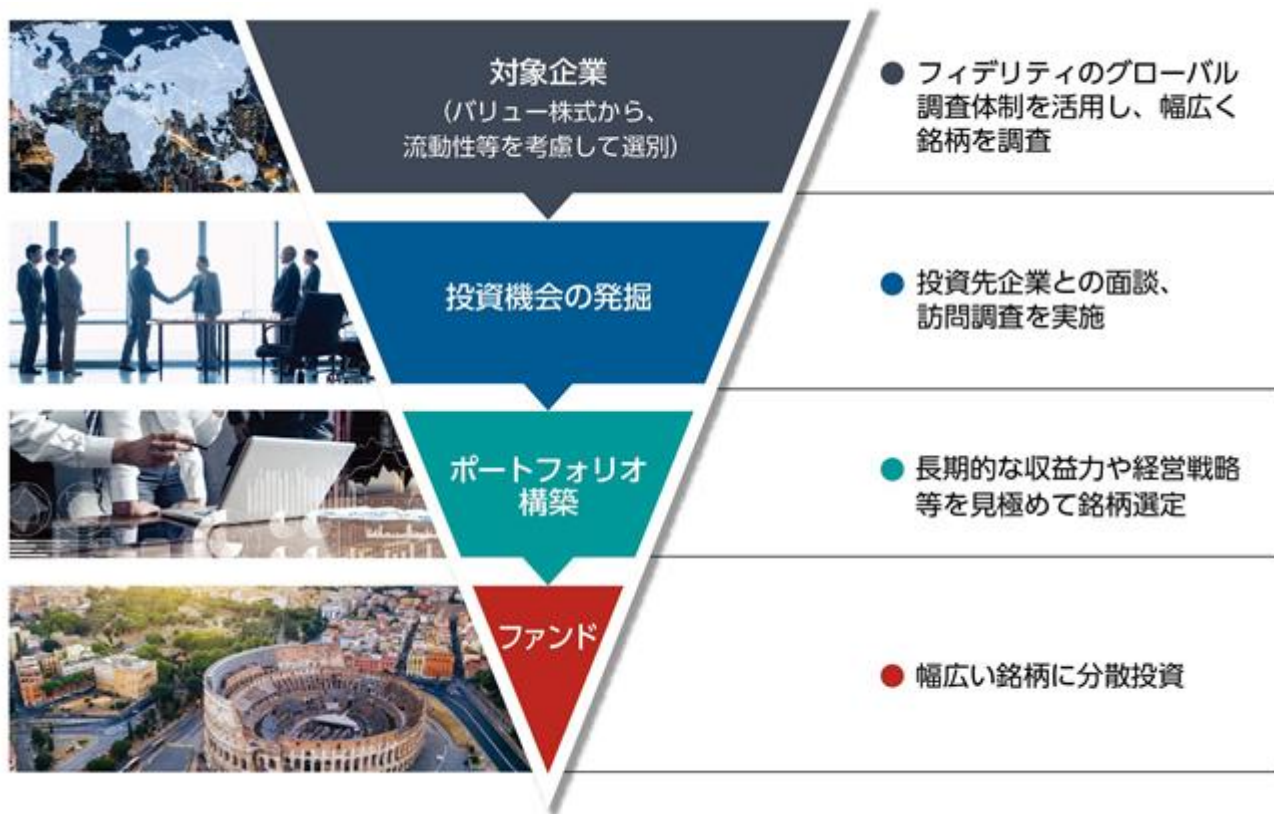 対象企業
(バリュー株式から、
流動性等を考慮して選別)
● フィデリティのグローバル
調査体制を活用し、幅広く
銘柄を調査
投資機会の発掘
● 投資先企業との面談、
訪問調査を実施
ポートフォリオ
構築
● 長期的な収益力や経営戦略
等を見極めて銘柄選定
ファンド
● 幅広い銘柄に分散投資